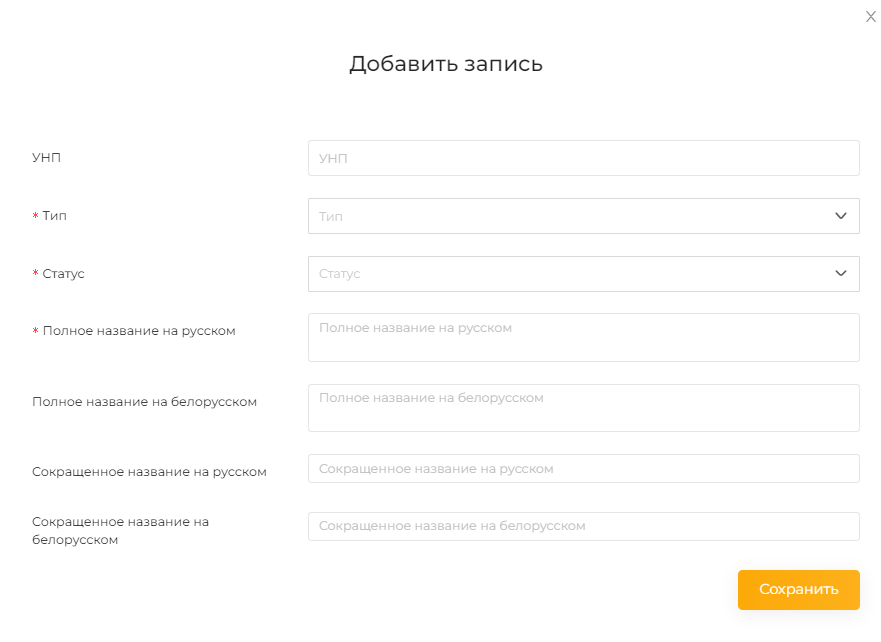 X
Добавить запись
УНП
УНП
* Тип
Тип
* Статус
Статус
* Полное название на русском
Полное название на русском
Полное название на белорусском
Полное название на белорусском
Сокращенное название на русском
Сокращенное название на русском
Сокращенное название на
белорусском
Сокращенное название на белорусском
Сохранить